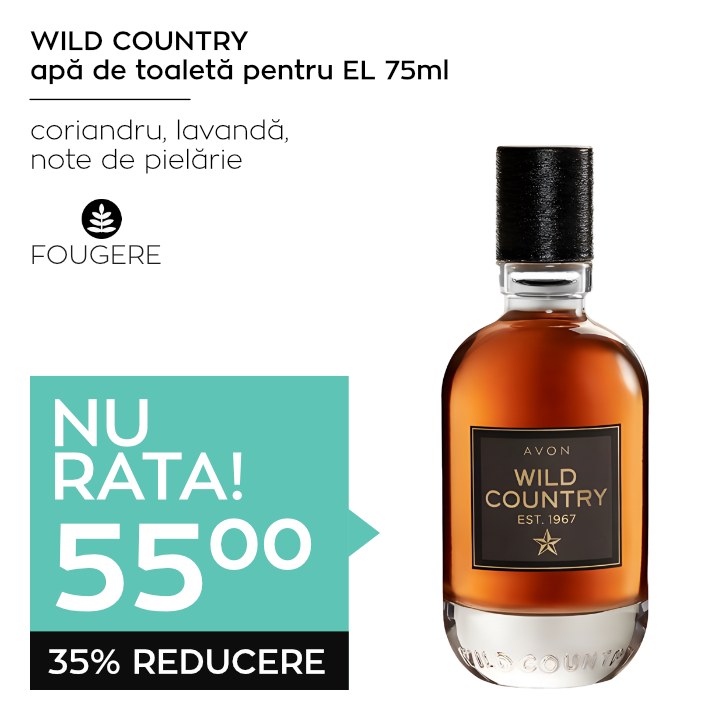 WILD COUNTRY
apă de toaletă pentru EL 75ml
coriandru, lavandă,
note de pielărie
FOUGERE
NU
RATA!
55⁰⁰
35% REDUCERE
AVON
WILD
COUNTRY
EST. 1967
WILD COUNT